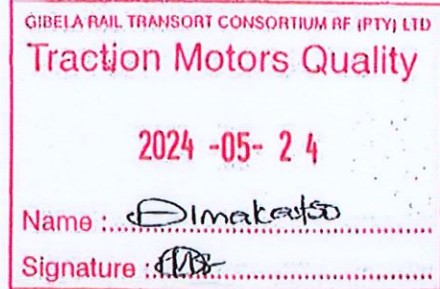 GIBELA RAIL TRANSORT CONSORTIUM RF (PTY) LTD
Traction Motors Quality
2024 -05- 2 4
Name : Dimakatso
Signature :